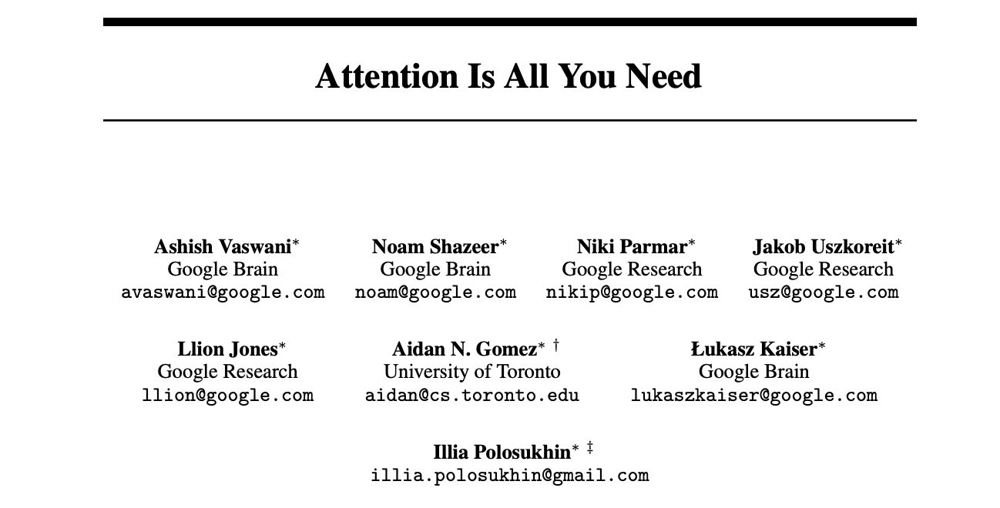 Attention Is All You Need
Ashish Vaswani* Noam Shazeer* Niki Parmar* Jakob Uszkoreit*
Google Brain Google Brain Google Research Google Research
avaswani@google.com noam@google.com nikip@google.com usz@google.com
Llion Jones* Aidan N. Gomez* † Łukasz Kaiser*
Google Research University of Toronto Google Brain
llion@google.com aidan@cs.toronto.edu lukaszkaiser@google.com
Illia Polosukhin* ‡
illia.polosukhin@gmail.com